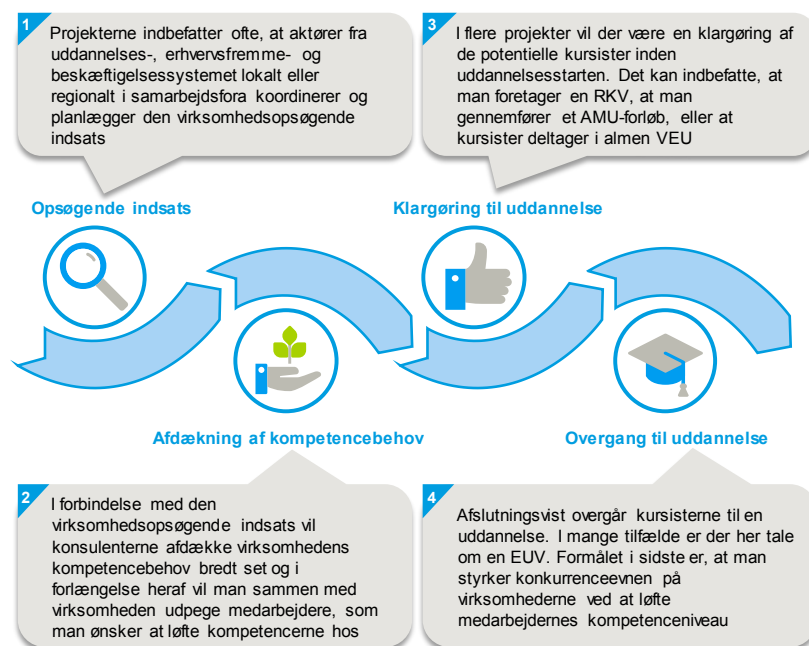 1
Projekterne indbefatter ofte, at aktører fra
uddannelses-, erhvervsfremme- og
beskæftigelsessystemet lokalt eller
regionalt i samarbejdsfora koordinerer og
planlægger den virksomhedsopsøgende
indsats
3
I flere projekter vil der være en klargøring af
de potentielle kursister inden
uddannelsesstarten. Det kan indbefatte, at
man foretager en RKV, at man
gennemfører et AMU-forløb, eller at
kursister deltager i almen VEU
Opsøgende indsats
Klargøring til uddannelse
Afdækning af kompetencebehov
Overgang til uddannelse
2
I forbindelse med den
virksomhedsopsøgende indsats vil
konsulenterne afdække virksomhedens
kompetencebehov bredt set og i
forlængelse heraf vil man sammen med
virksomheden udpege medarbejdere, som
man ønsker at løfte kompetencerne hos
4
Afslutningsvist overgår kursisterne til en
uddannelse. I mange tilfælde er der her tale
om en EUV. Formålet i sidste er, at man
styrker konkurrenceevnen på
virksomhederne ved at løfte
medarbejdernes kompetenceniveau